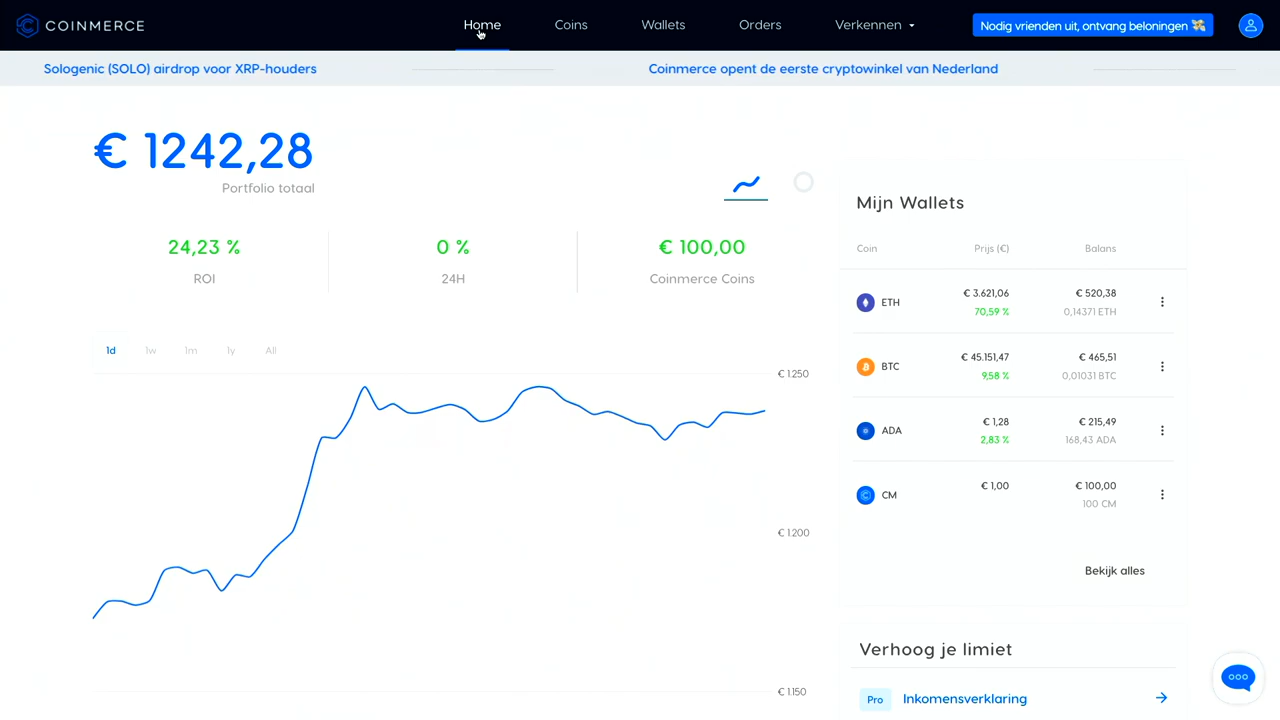 COINMERCE
Home
Coins
Wallets
Orders
Verkennen
Nodig vrienden uit, ontvang beloningen 💸
Sologenic (SOLO) airdrop voor XRP-houders
Coinmerce opent de eerste cryptowinkel van Nederland
€ 1242,28
Portfolio totaal
24,23 %
ROI
0 %
24H
€ 100,00
Coinmerce Coins
1d
1w
1m
1y
All
€ 1.250
€ 1.200
€ 1.150
Mijn Wallets
Coin Prijs (€) Balans
ETH € 3.621,06 € 520,38
70,59 % 0,14371 ETH
BTC € 45.151,47 € 465,51
9,58 % 0,01031 BTC
ADA € 1,28 € 215,49
2,83 % 168,43 ADA
CM € 1,00 € 100,00
100 CM
Bekijk alles
Verhoog je limiet
Pro Inkomensverklaring